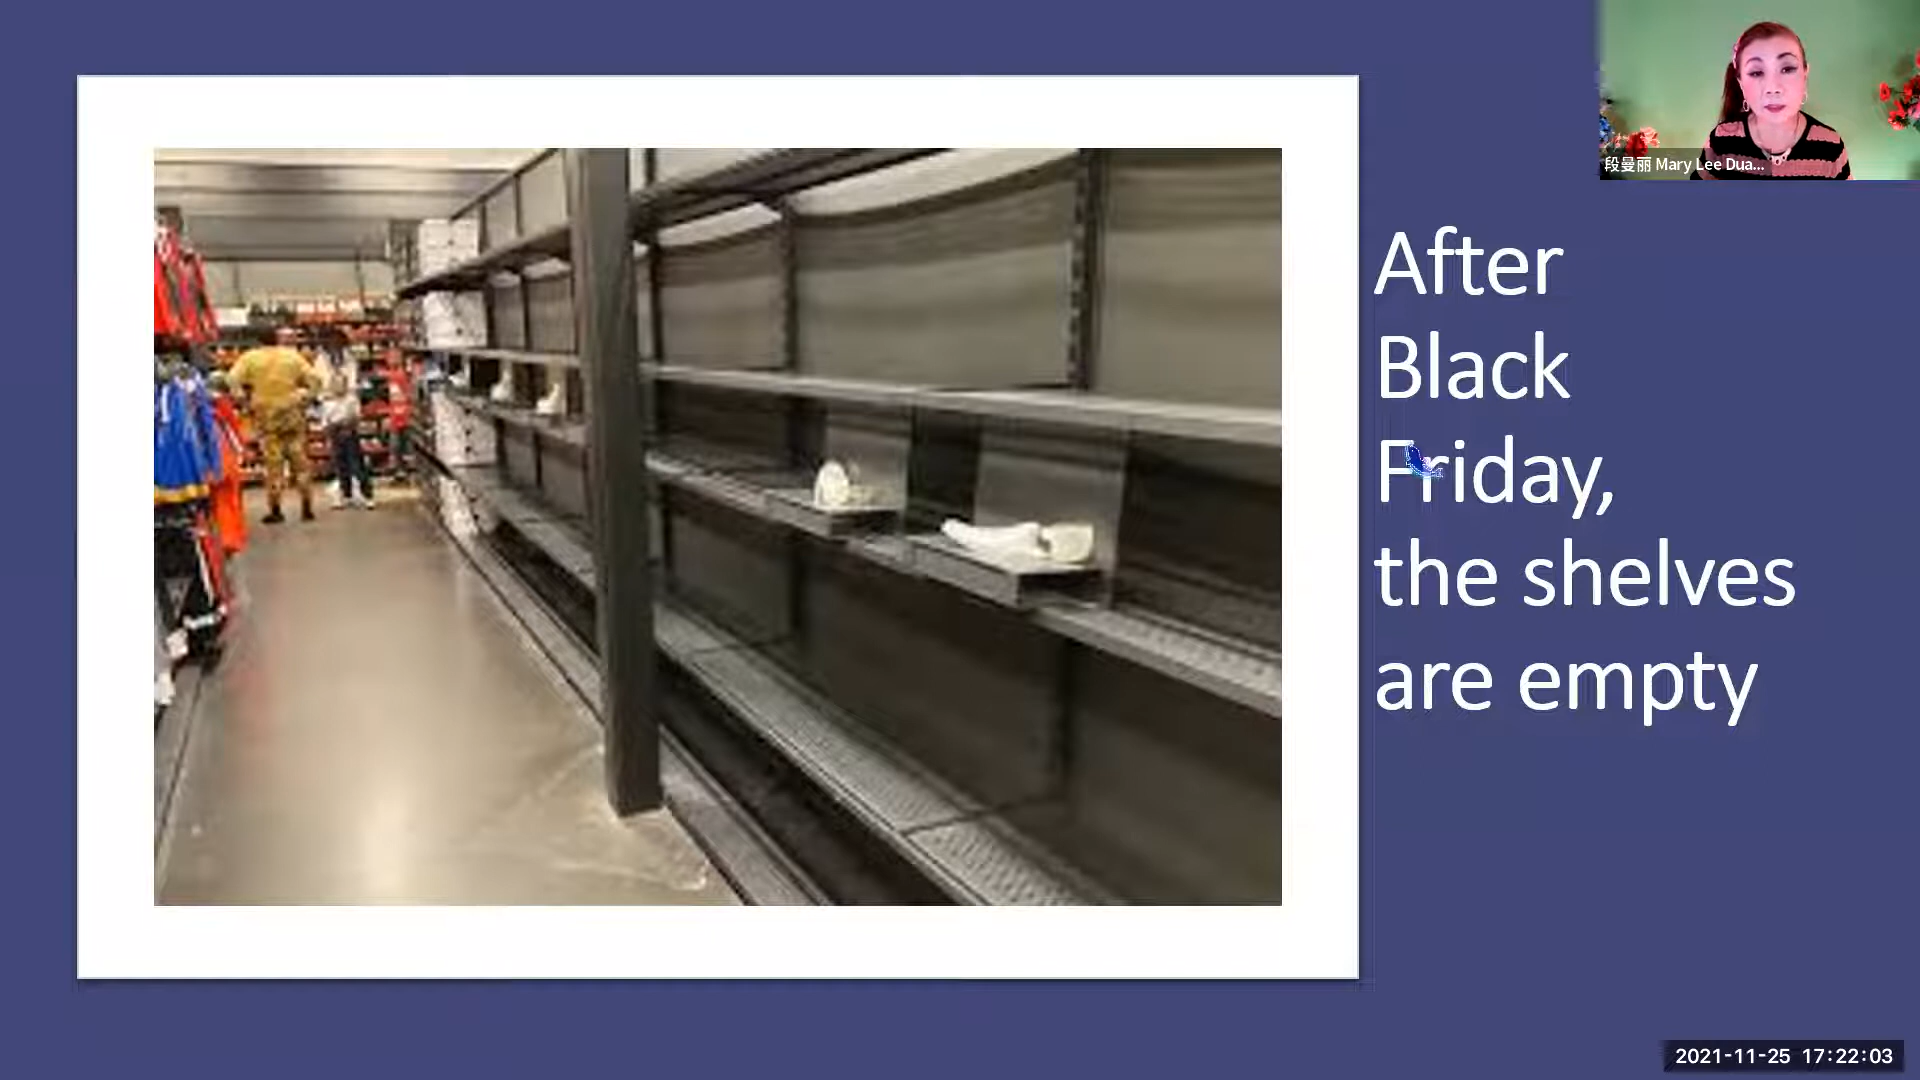 段曼丽 Mary Lee Dua...
After
Black
Friday,
the shelves
are empty
2021-11-25 17:22:03